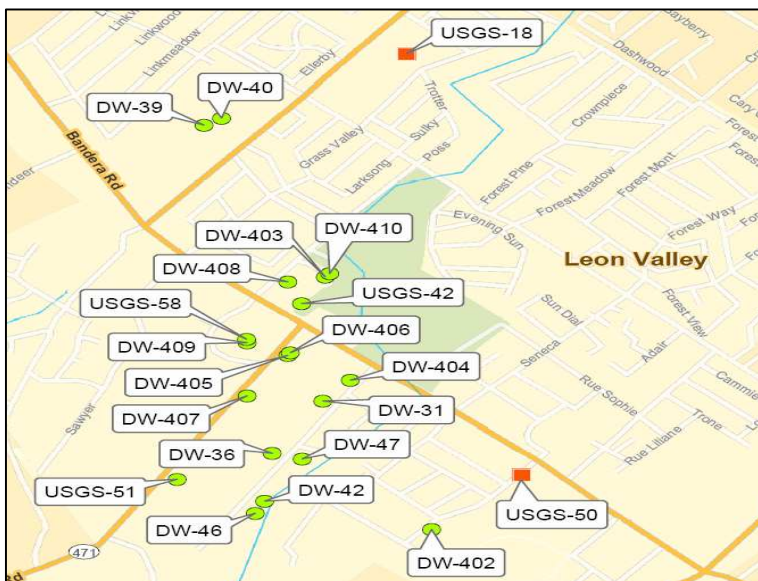 Linkwood
Linkwood
Linkmeadow
Ellerby
USGS-18
Bayberry
Dashwood
DW-40
DW-39
Trotter
Sulky
Poss
Crownpiece
Cary
Grass Valley
Larksong
Bandera Rd
Forest Pine
Forest Meadow
Forest Mont
Forest
Forest Way
Evening Sun
DW-403
DW-410
DW-408
Leon Valley
USGS-42
USGS-58
DW-406
DW-409
Sun Dial
Forest View
Seneca
Adair
DW-405
DW-404
DW-407
DW-31
Sawyer
Rue Sophie
Cammie
Trone
Rue Liliane
DW-36
DW-47
USGS-51
DW-42
USGS-50
DW-46
DW-402
471